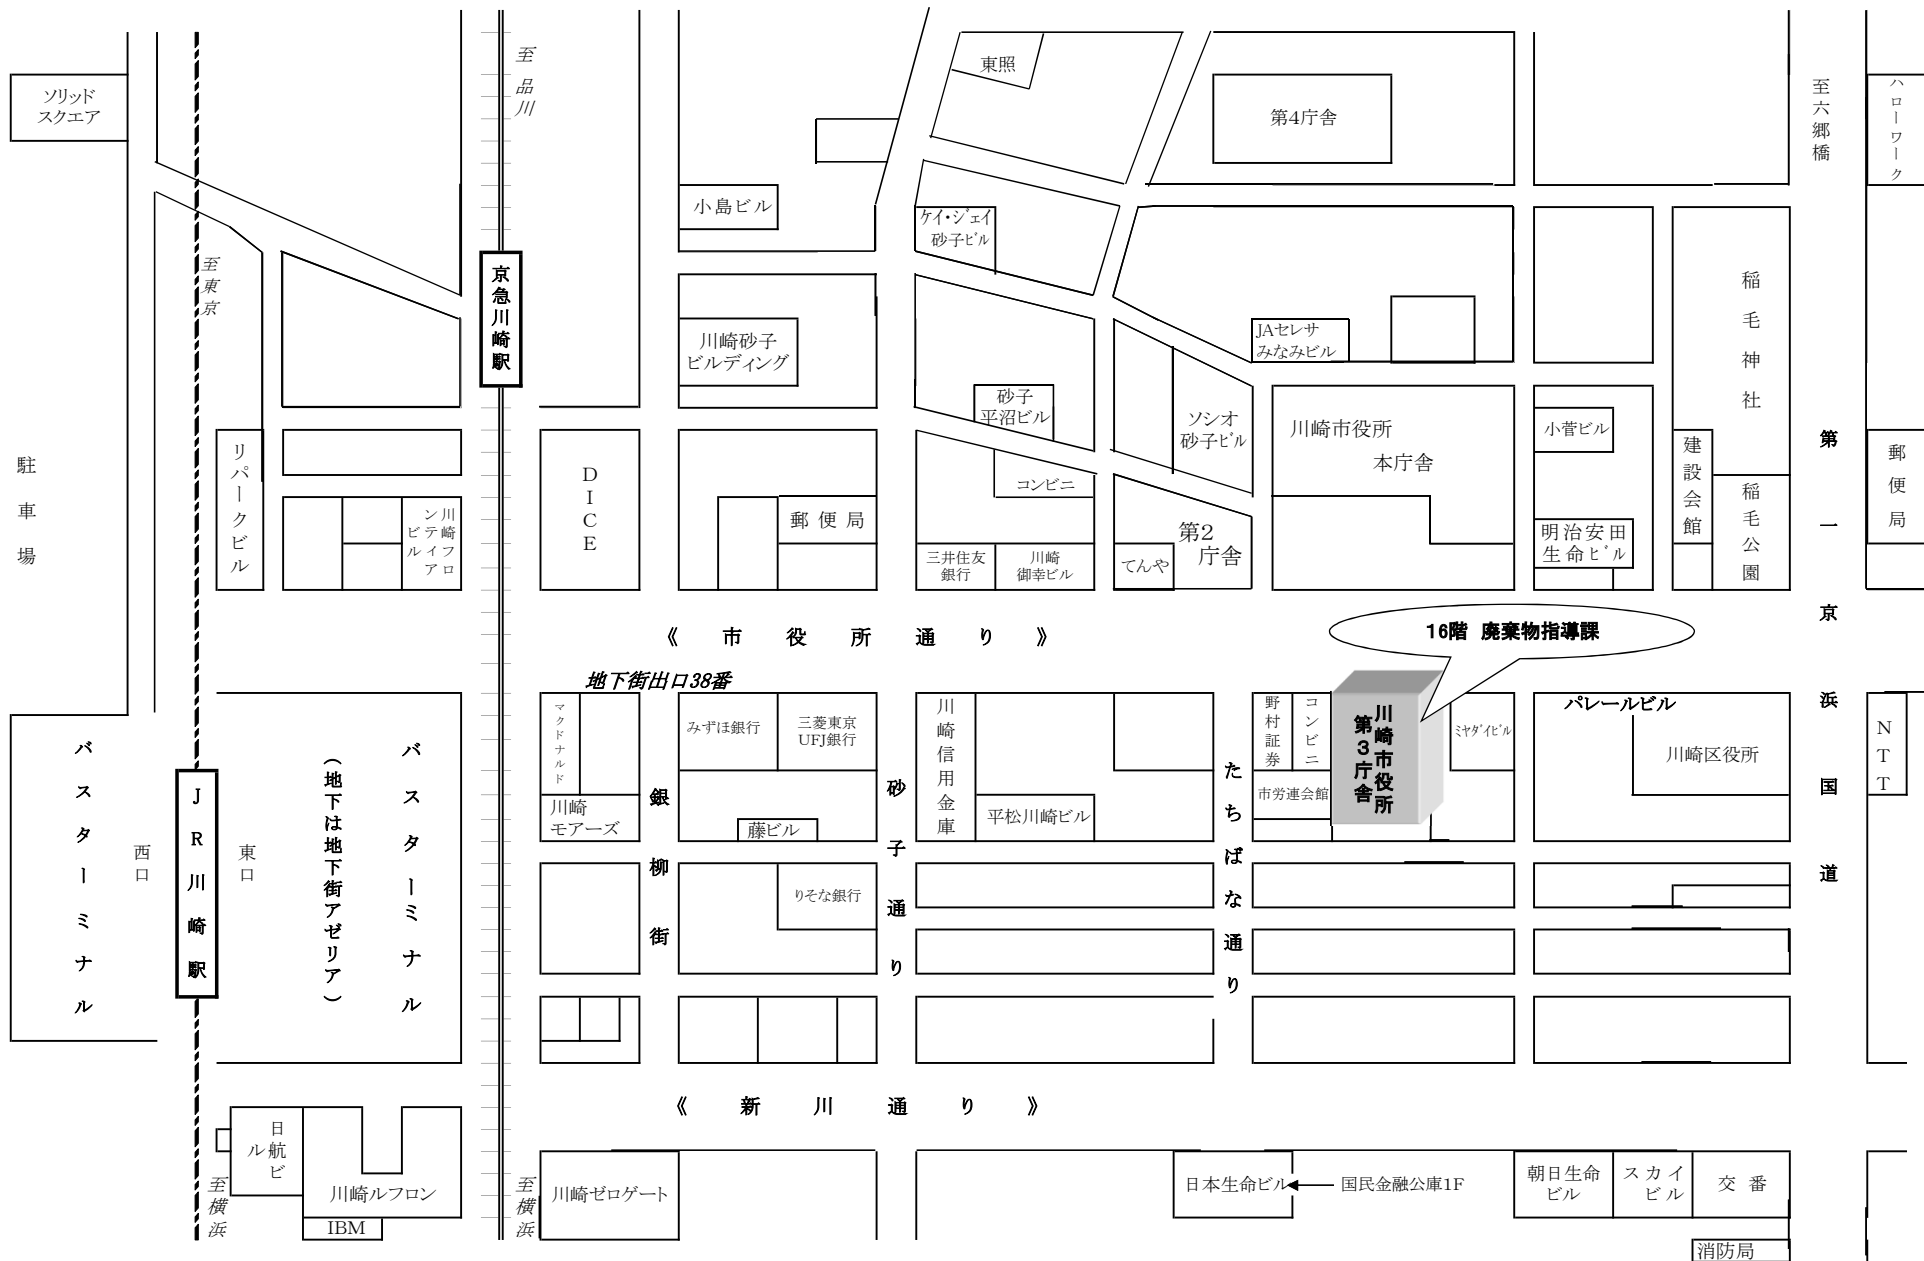 ソリッド
スクエア
至品川
東照
第4庁舎
至六郷橋
ハローワーク
小島ビル
ケイ・ジェイ
砂子ビル
至東京
京急川崎駅
川崎砂子
ビルディング
JAセレサ
みなみビル
稲毛神社
砂子
平沼ビル
ソシオ
砂子ビル
川崎市役所
本庁舎
小菅ビル
第一京浜国道
駐車場
リパークビル
川崎フロ
ンティア
ビル
DICE
郵便局
コンビニ
三井住友
銀行
川崎
御幸ビル
てんや
第2
庁舎
明治安田
生命ビル
建設会館
稲毛公園
郵便局
《 市役所通り 》
16階 廃棄物指導課
地下街出口38番
バスターミナル
西口
JR川崎駅
東口
(地下は地下街アゼリア)
バスターミナル
マクドナルド
川崎
モアーズ
銀柳街
みずほ銀行
三菱東京
UFJ銀行
藤ビル
りそな銀行
砂子通り
川崎信用金庫
平松川崎ビル
たちばな通り
野村証券
コンビニ
市労連会館
川崎市役所
第3庁舎
ミヤダイビル
パレールビル
川崎区役所
NTT
《 新川通り 》
日航ビ
ル
至横浜
川崎ルフロン
IBM
至横浜
川崎ゼロゲート
日本生命ビル
国民金融公庫1F
朝日生命
ビル
スカイ
ビル
交番
消防局